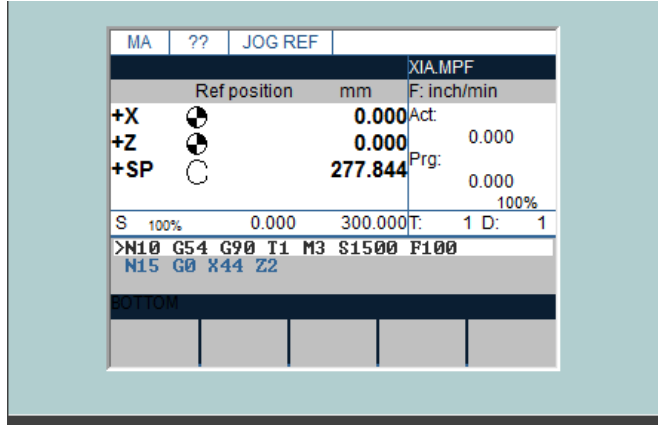 MA ?? JOG REF
XIA.MPF
Ref position mm F: inch/min
+X 0.000 Act:
0.000
+Z 0.000
Prg:
+SP 277.844
0.000
100%
S 100% 0.000 300.000 T: 1 D: 1
>N10 G54 G90 T1 M3 S1500 F100
N15 G0 X44 Z2
BOTTOM